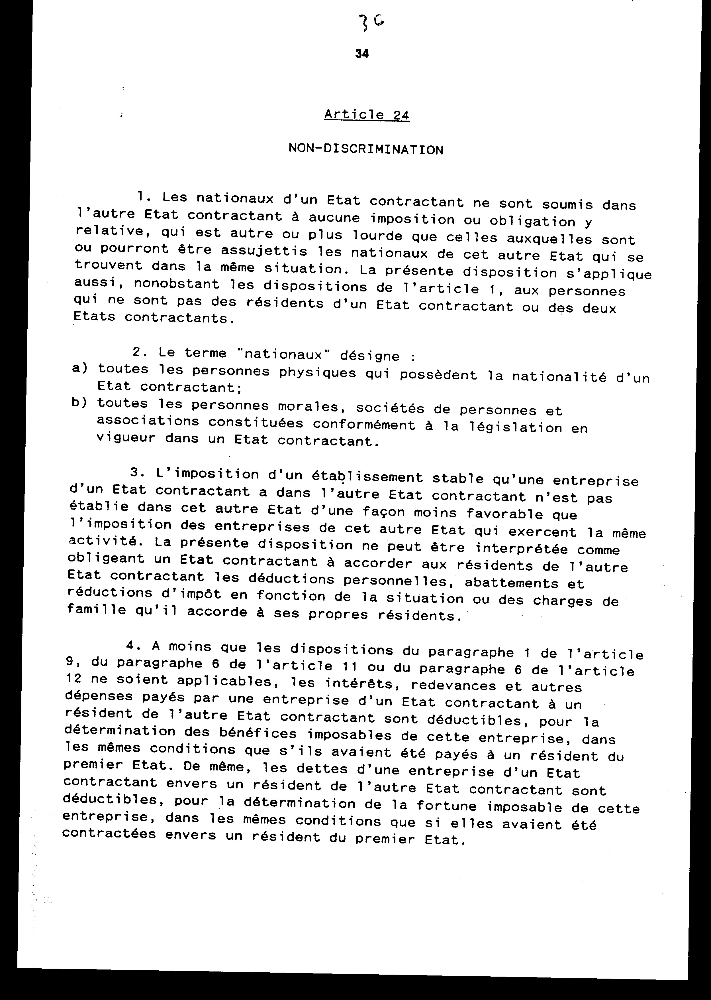 36
34
Article 24
NON-DISCRIMINATION
1. Les nationaux d'un Etat contractant ne sont soumis dans
l'autre Etat contractant à aucune imposition ou obligation y
relative, qui est autre ou plus lourde que celles auxquelles sont
ou pourront être assujettis les nationaux de cet autre Etat qui se
trouvent dans la même situation. La présente disposition s'applique
aussi, nonobstant les dispositions de l'article 1, aux personnes
qui ne sont pas des résidents d'un Etat contractant ou des deux
Etats contractants.
2. Le terme "nationaux" désigne :
a) toutes les personnes physiques qui possèdent la nationalité d'un
Etat contractant;
b) toutes les personnes morales, sociétés de personnes et
associations constituées conformément à la législation en
vigueur dans un Etat contractant.
3. L'imposition d'un établissement stable qu'une entreprise
d'un Etat contractant a dans l'autre Etat contractant n'est pas
établie dans cet autre Etat d'une façon moins favorable que
l'imposition des entreprises de cet autre Etat qui exercent la même
activité. La présente disposition ne peut être interprétée comme
obligeant un Etat contractant à accorder aux résidents de l'autre
Etat contractant les déductions personnelles, abattements et
réductions d'impôt en fonction de la situation ou des charges de
famille qu'il accorde à ses propres résidents.
4. A moins que les dispositions du paragraphe 1 de l'article
9, du paragraphe 6 de l'article 11 ou du paragraphe 6 de l'article
12 ne soient applicables, les intérêts, redevances et autres
dépenses payés par une entreprise d'un Etat contractant à un
résident de l'autre Etat contractant sont déductibles, pour la
détermination des bénéfices imposables de cette entreprise, dans
les mêmes conditions que s'ils avaient été payés à un résident du
premier Etat. De même, les dettes d'une entreprise d'un Etat
contractant envers un résident de l'autre Etat contractant sont
déductibles, pour la détermination de la fortune imposable de cette
entreprise, dans les mêmes conditions que si elles avaient été
contractées envers un résident du premier Etat.